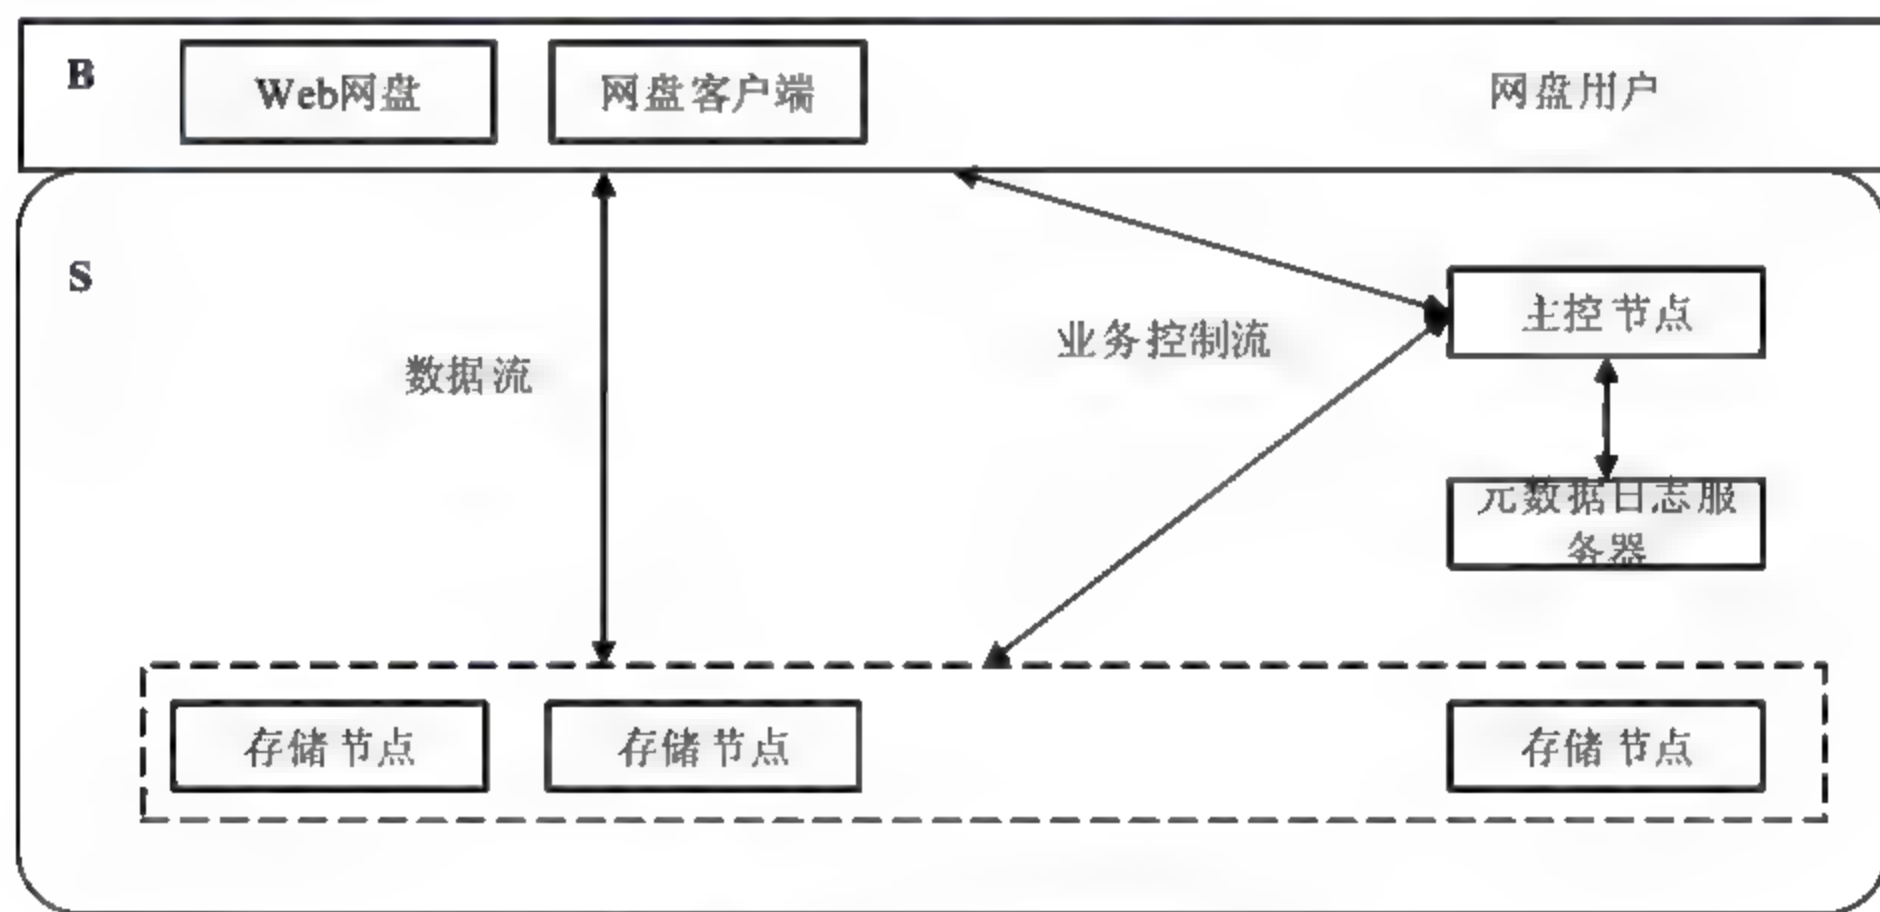 B
Web网盘
网盘客户端
网盘用户
S
主控节点
业务控制流
数据流
元数据日志服
务器
存储节点
存储节点
存储节点